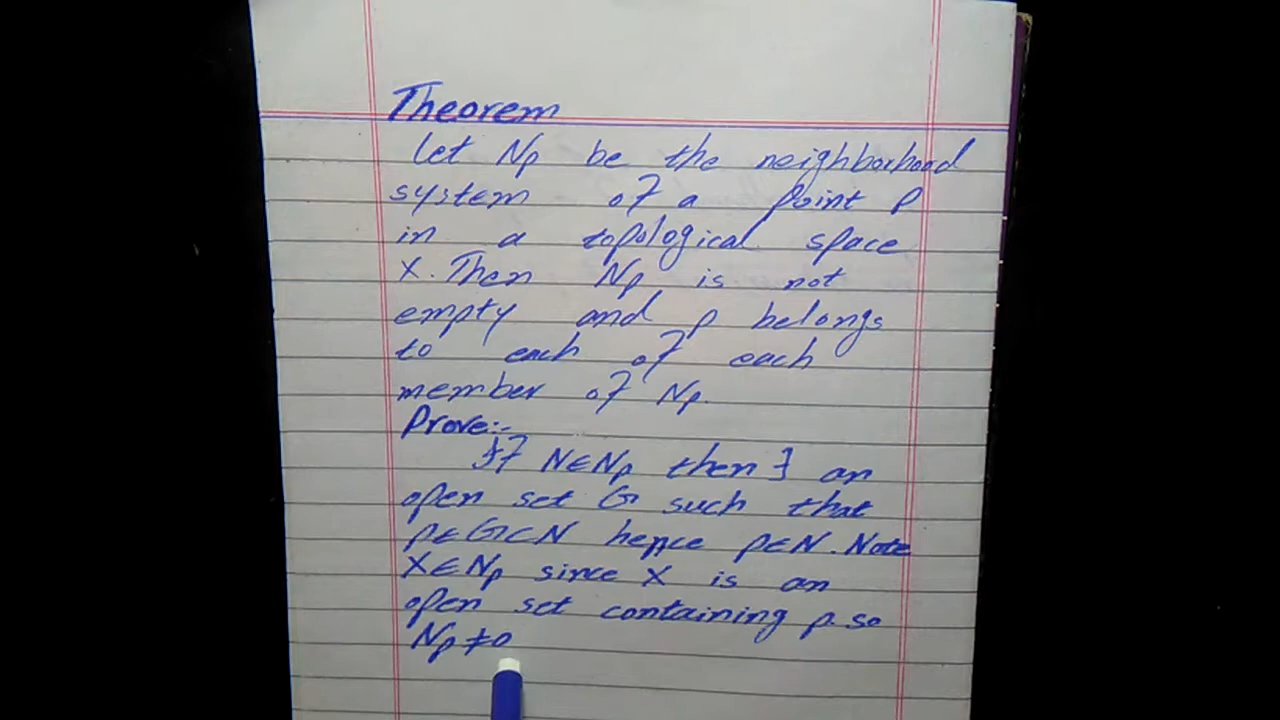 Theorem
Let Np be the neighborhood
system of a point p
in a topological space
X. Then Np is not
empty and p belongs
to each of each
member of Np.
Prove:-
If N∈Np then ∃ an
open set G such that
p∈G⊂N hence p∈N. Note
X∈Np since X is an
open set containing p. so
Np≠0